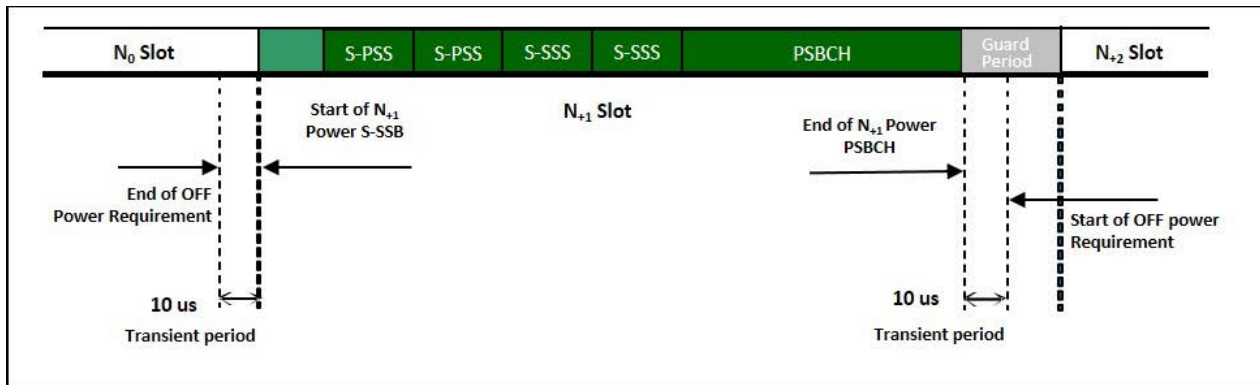 N0 Slot
S-PSS
S-PSS
S-SSS
S-SSS
PSBCH
Guard
Period
N+2 Slot
Start of N+1
Power S-SSB
N+1 Slot
End of N+1 Power
PSBCH
End of OFF
Power Requirement
Start of OFF power
Requirement
10 us
Transient period
10 us
Transient period